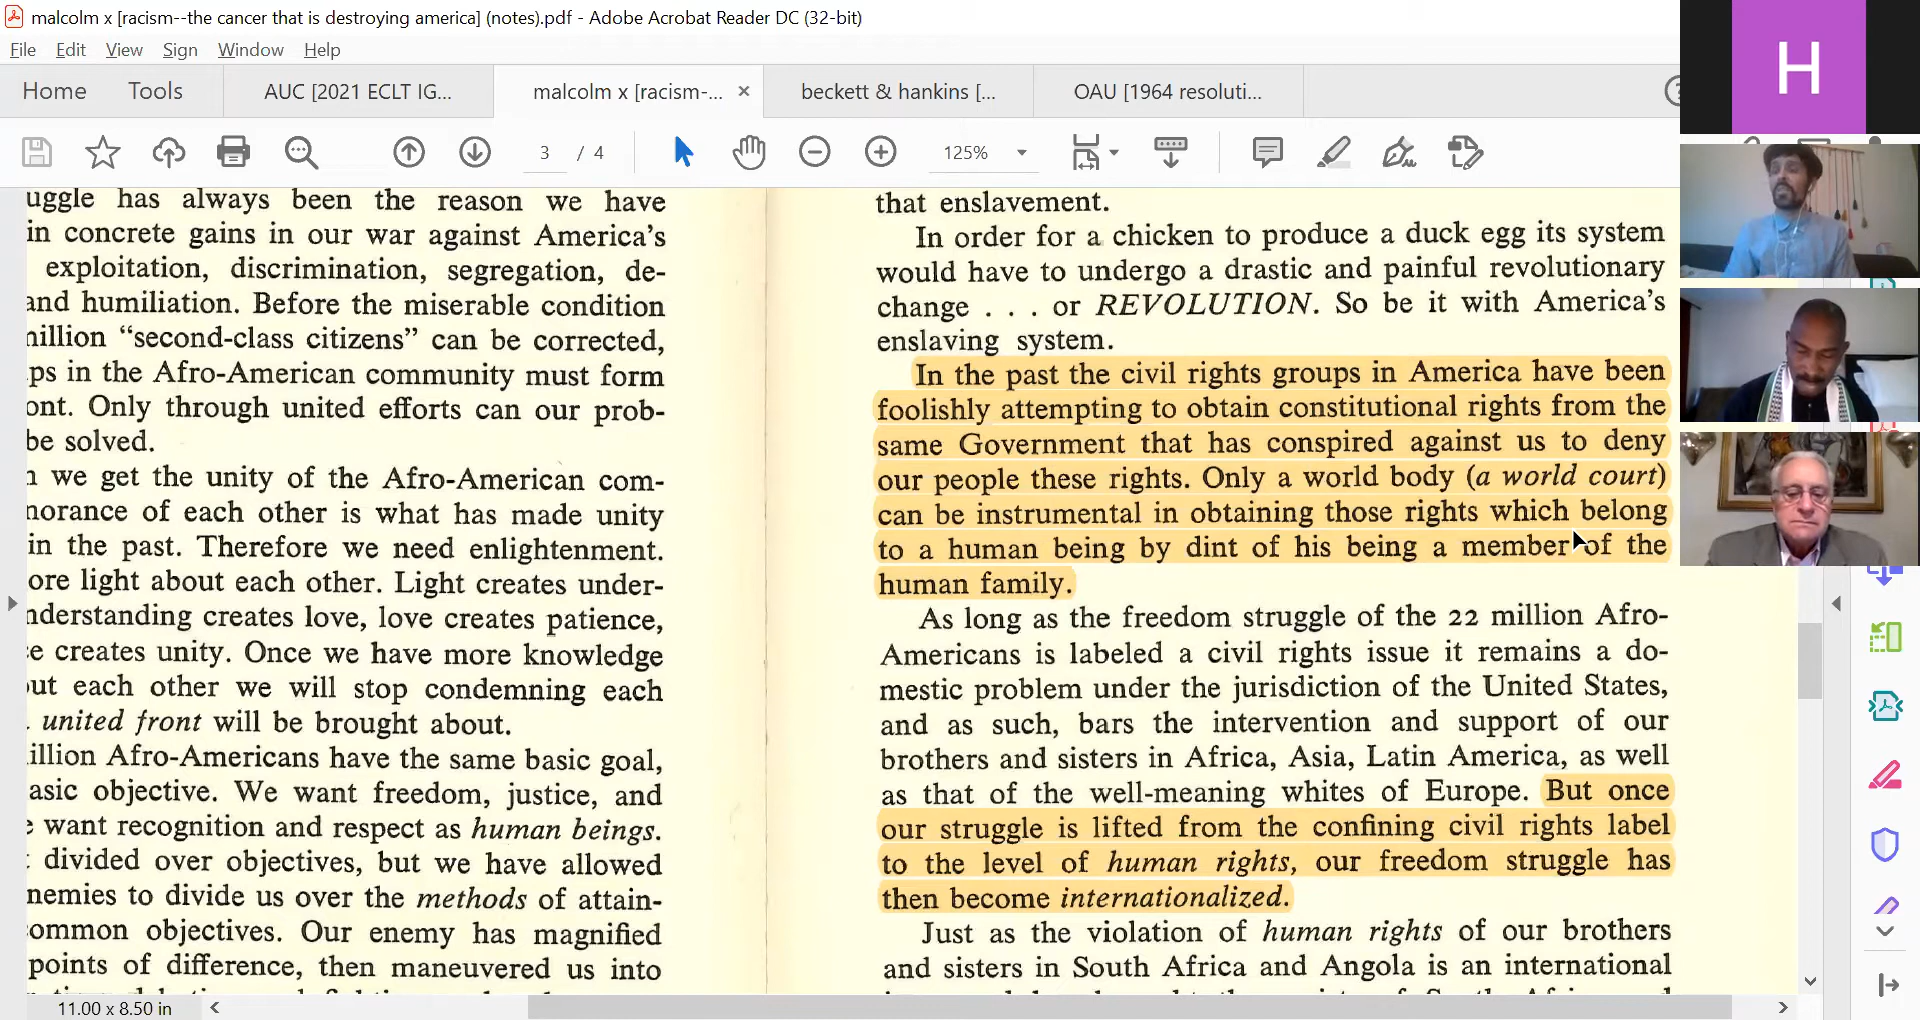 malcolm x [racism--the cancer that is destroying america] (notes).pdf - Adobe Acrobat Reader DC (32-bit)
File Edit View Sign Window Help
Home Tools AUC [2021 ECLT IG... malcolm x [racism-... × beckett & hankins [... OAU [1964 resoluti... ?
3 / 4 125%
H
uggle has always been the reason we have
in concrete gains in our war against America's
exploitation, discrimination, segregation, de-
and humiliation. Before the miserable condition
million “second-class citizens” can be corrected,
ps in the Afro-American community must form
ont. Only through united efforts can our prob-
be solved.
n we get the unity of the Afro-American com-
norance of each other is what has made unity
in the past. Therefore we need enlightenment.
ore light about each other. Light creates under-
nderstanding creates love, love creates patience,
e creates unity. Once we have more knowledge
out each other we will stop condemning each
united front will be brought about.
illion Afro-Americans have the same basic goal,
asic objective. We want freedom, justice, and
e want recognition and respect as human beings.
divided over objectives, but we have allowed
nemies to divide us over the methods of attain-
ommon objectives. Our enemy has magnified
points of difference, then maneuvered us into
that enslavement.
In order for a chicken to produce a duck egg its system
would have to undergo a drastic and painful revolutionary
change . . . or REVOLUTION. So be it with America's
enslaving system.
In the past the civil rights groups in America have been
foolishly attempting to obtain constitutional rights from the
same Government that has conspired against us to deny
our people these rights. Only a world body (a world court)
can be instrumental in obtaining those rights which belong
to a human being by dint of his being a member of the
human family.
As long as the freedom struggle of the 22 million Afro-
Americans is labeled a civil rights issue it remains a do-
mestic problem under the jurisdiction of the United States,
and as such, bars the intervention and support of our
brothers and sisters in Africa, Asia, Latin America, as well
as that of the well-meaning whites of Europe. But once
our struggle is lifted from the confining civil rights label
to the level of human rights, our freedom struggle has
then become internationalized.
Just as the violation of human rights of our brothers
and sisters in South Africa and Angola is an international
11.00 x 8.50 in